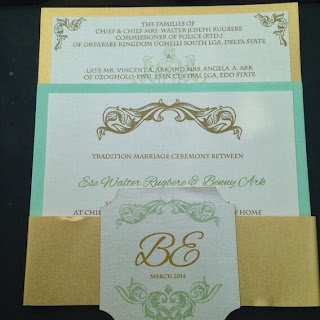 THE FAMILIES OF
CHIEF & CHIEF MRS. WALTER JOSEPH RUGBERE
COMMISSIONER OF POLICE (RTD.)
OF OKPARABE KINGDOM UGHELLI SOUTH LGA, DELTA STATE
LATE MR. VINCENT A. ARK AND MRS. ANGELA A. ARK
OF UZOGHOLO-EWU, ESAN CENTRAL LGA, EDO STATE
TRADITION MARRIAGE CEREMONY BETWEEN
Ese Walter Rugbere & Benny Ark
AT CHIE
HOME
BE
MARCH 2014